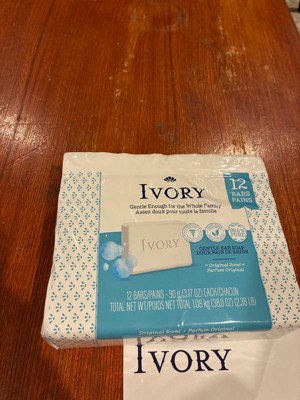 IVORY
Gentle Enough for the Whole Family
Assez doux pour toute la famille
12
BARS
PAINS
IVORY
GENTLE BAR SOAP
DOUX PAIN DE SAVON
Original Scent
Parfum Original
12 BARS/PAINS - 90 g (3.17 OZ) EACH/CHACUN
TOTAL NET WT/POIDS NET TOTAL 1.08 kg (38.0 OZ) (2.38 LB)
Original Scent • Parfum Original
IVORY